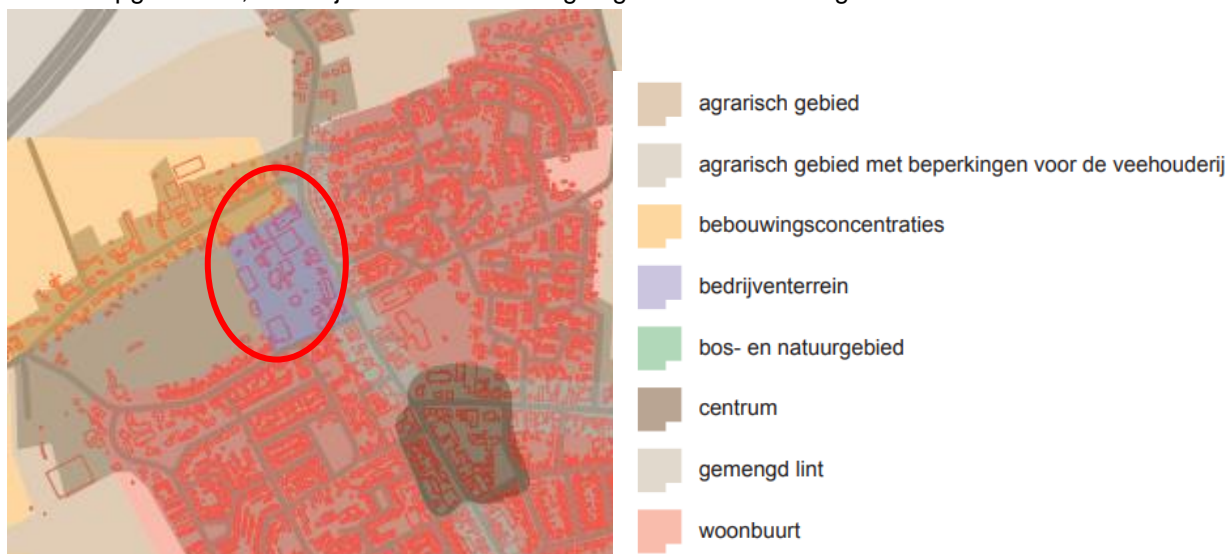 agrarisch gebied
agrarisch gebied met beperkingen voor de veehouderij
bebouwingsconcentraties
bedrijventerrein
bos- en natuurgebied
centrum
gemengd lint
woonbuurt